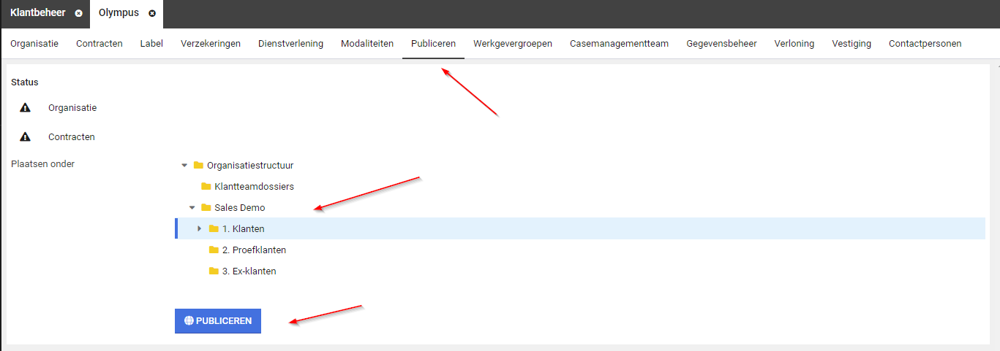 Klantbeheer Olympus
Organisatie Contracten Label Verzekeringen Dienstverlening Modaliteiten Publiceren Werkgevergroepen Casemanagementteam Gegevensbeheer Verloning Vestiging Contactpersonen
Status
Organisatie
Contracten
Plaatsen onder
Organisatiestructuur
Klantteamdossiers
Sales Demo
1. Klanten
2. Proefklanten
3. Ex-klanten
PUBLICEREN